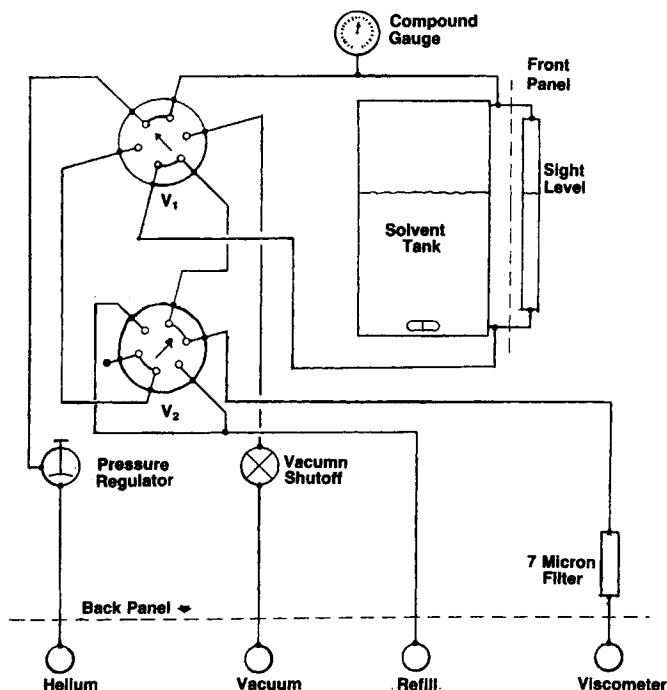 Compound
Gauge
Front
Panel
Sight
Level
Solvent
Tank
V1
V2
Pressure
Regulator
Vacumn
Shutoff
7 Micron
Filter
Back Panel
Helium
Vacuum
Refill
Viscometer